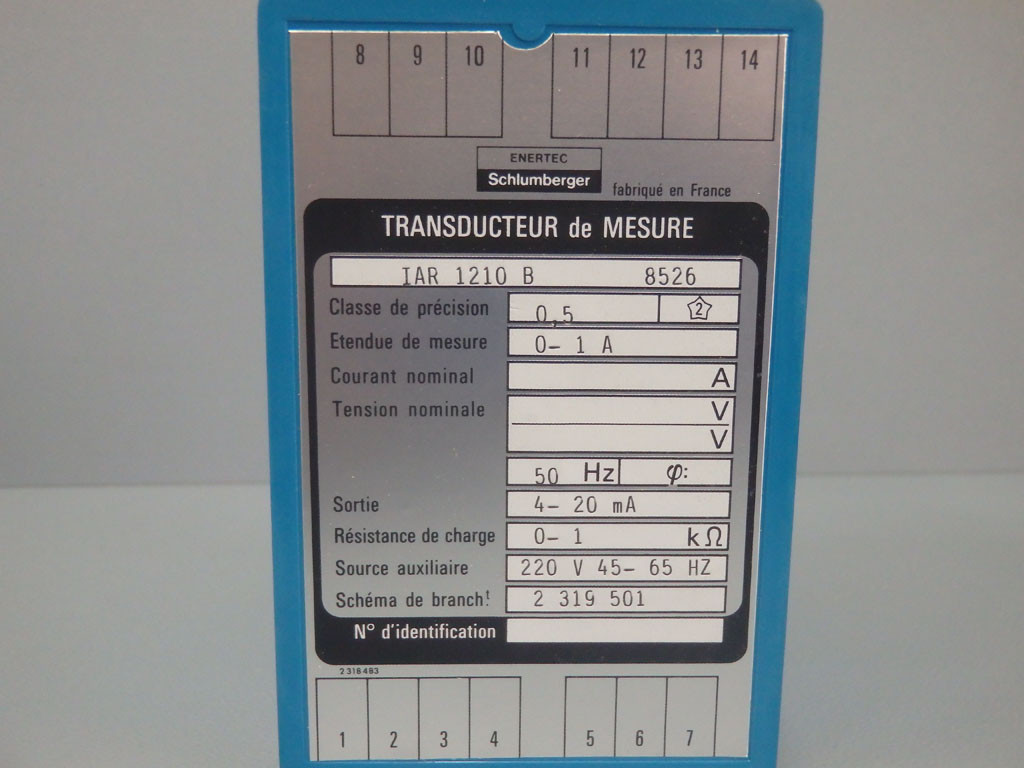 8 9 10 11 12 13 14
ENERTEC
Schlumberger
fabriqué en France
TRANSDUCTEUR de MESURE
IAR 1210 B 8526
Classe de précision 0,5 2
Etendue de mesure 0- 1 A
Courant nominal A
Tension nominale V
V
50 Hz φ:
Sortie 4- 20 mA
Résistance de charge 0- 1 kΩ
Source auxiliaire 220 V 45- 65 HZ
Schéma de branch.t 2 319 501
N° d'identification
2318483
1 2 3 4 5 6 7